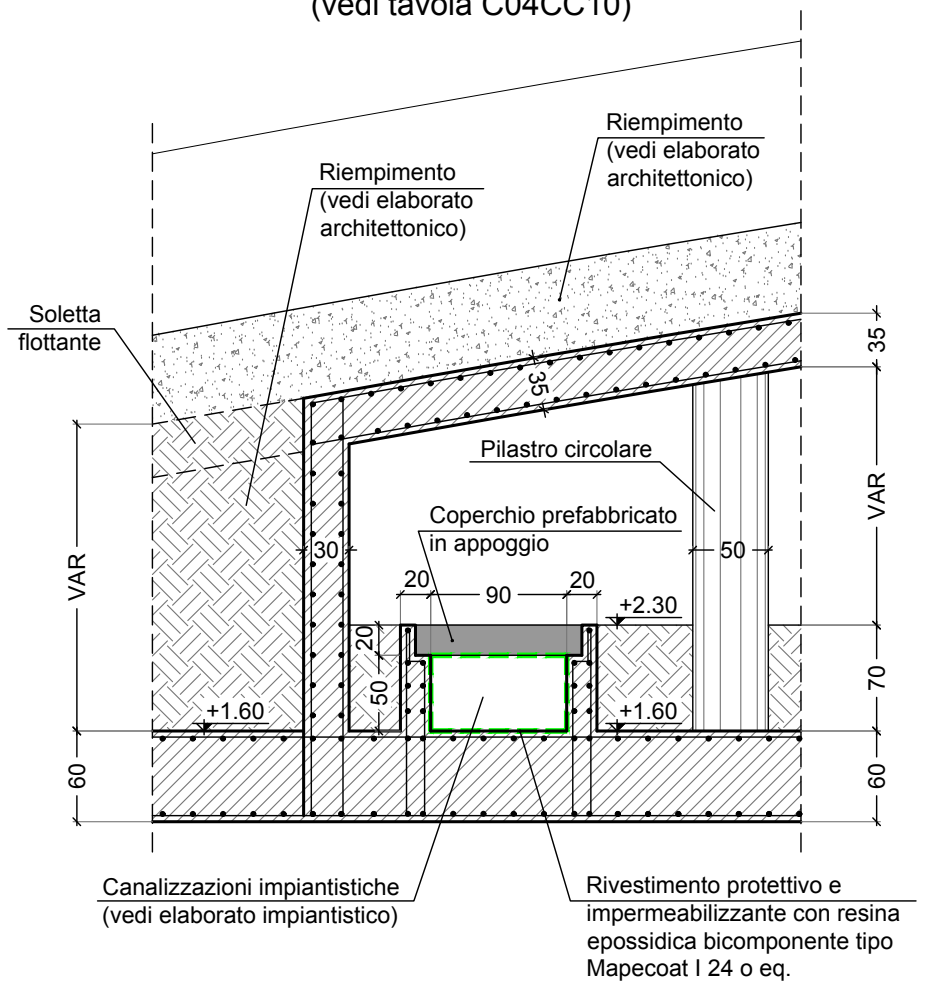 (vedi tavola C04CC10)
Riempimento
(vedi elaborato
architettonico)
Riempimento
(vedi elaborato
architettonico)
Soletta
flottante
35
35
Pilastro circolare
VAR
Coperchio prefabbricato
in appoggio
30
50
VAR
20
90
20
+2.30
20
50
70
+1.60
+1.60
60
60
Canalizzazioni impiantistiche
(vedi elaborato impiantistico)
Rivestimento protettivo e
impermeabilizzante con resina
epossidica bicomponente tipo
Mapecoat I 24 o eq.